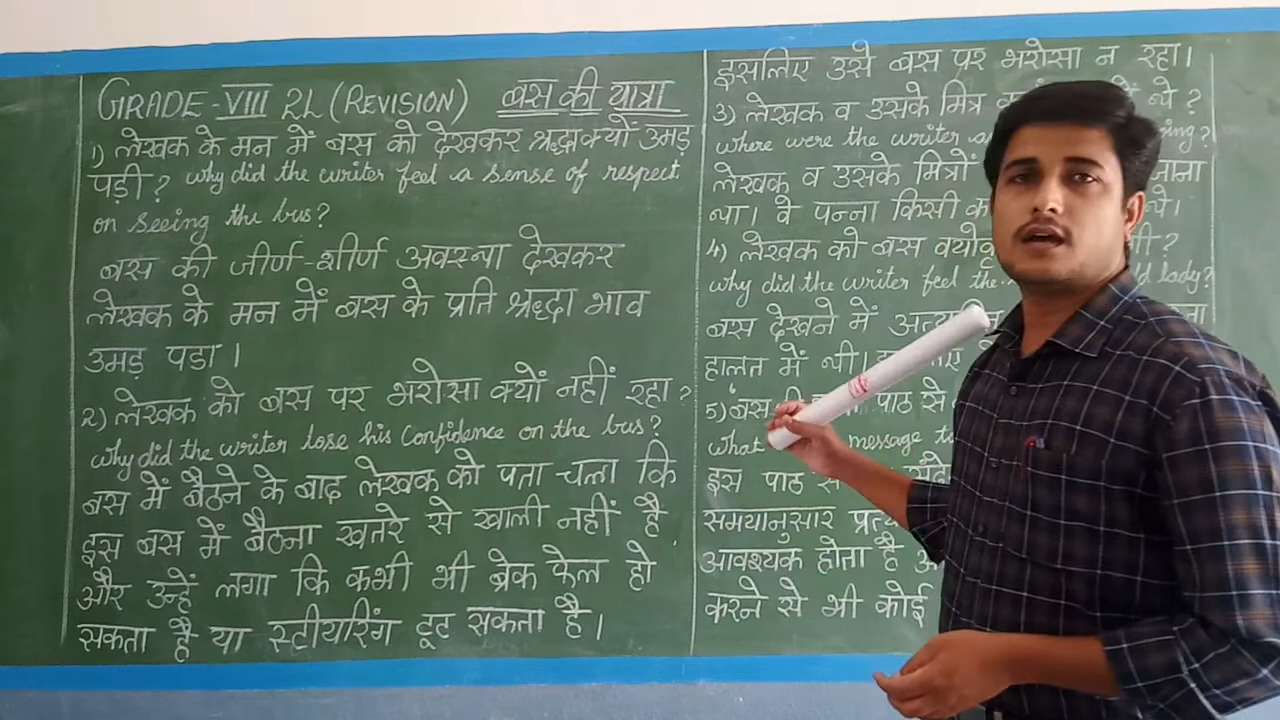 GRADE-VIII 2L (REVISION) बस की यात्रा
1) लेखक के मन में बस को देखकर श्रद्धा क्यों उमड़
पड़ी? why did the writer feel a sense of respect
on seeing the bus?
बस की जीर्ण-शीर्ण अवस्था देखकर
लेखक के मन में बस के प्रति श्रद्धा भाव
उमड़ पडा।
2) लेखक को बस पर भरोसा क्यों नहीं रहा?
why did the writer lose his Confidence on the bus?
बस में बैठने के बाद लेखक को पता चला कि
इस बस में बैठना खतरे से खाली नहीं है
और उन्हें लगा कि कभी भी ब्रेक फेल हो
सकता है या स्टीयरिंग टूट सकता है।
इसलिए उसे बस पर भरोसा न रहा।
3) लेखक व उसके मित्र थे?
where were the writer
लेखक व उसके मित्रों
था। वे पन्ना किसी थे।
4) लेखक को बस
why did the writer feel the lady?
बस देखने में
हालत में थी।
5) बस पाठ से
what message
इस पाठ से
समयानुसार
आवश्यक होता है
करने से भी कोई